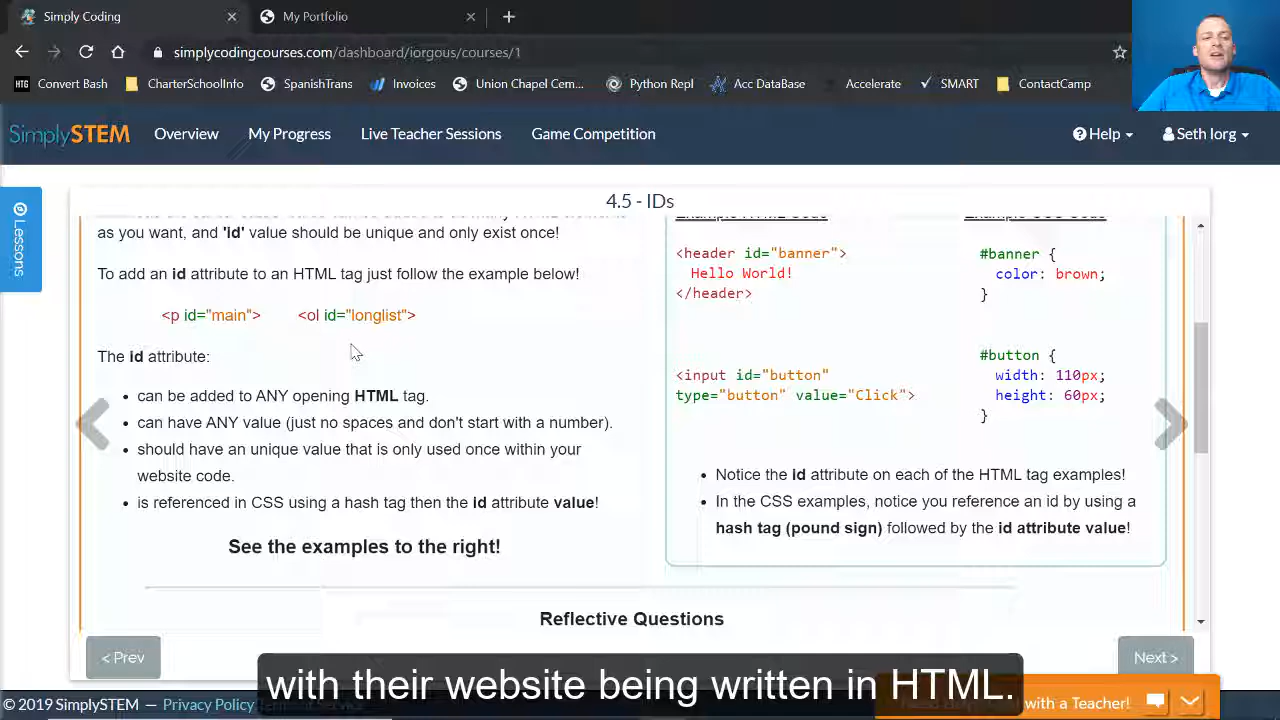 Simply Coding
My Portfolio
simplycodingcourses.com/dashboard/iorgous/courses/1
HTG Convert Bash
CharterSchoolInfo
SpanishTrans
Invoices
Union Chapel Cem...
Python Repl
Acc DataBase
Accelerate
SMART
ContactCamp
SimplySTEM
Overview
My Progress
Live Teacher Sessions
Game Competition
Help
Seth Iorg
Lessons
4.5 - IDs
as you want, and 'id' value should be unique and only exist once!
To add an id attribute to an HTML tag just follow the example below!
<p id="main"> <ol id="longlist">
The id attribute:
can be added to ANY opening HTML tag.
can have ANY value (just no spaces and don't start with a number).
should have an unique value that is only used once within your
website code.
is referenced in CSS using a hash tag then the id attribute value!
See the examples to the right!
Example HTML Code
Example CSS Code
<header id="banner">
Hello World!
</header>
#banner {
color: brown;
}
<input id="button"
type="button" value="Click">
#button {
width: 110px;
height: 60px;
}
Notice the id attribute on each of the HTML tag examples!
In the CSS examples, notice you reference an id by using a
hash tag (pound sign) followed by the id attribute value!
Reflective Questions
< Prev
Next >
with their website being written in HTML.
© 2019 SimplySTEM — Privacy Policy
with a Teacher!